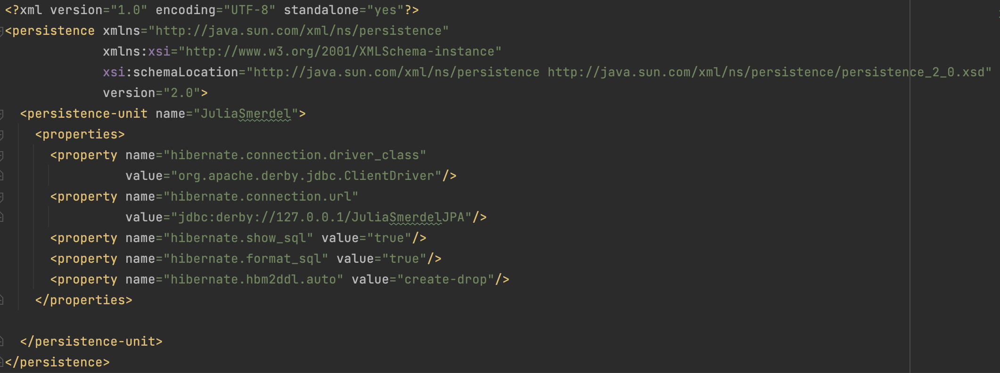 <?xml version="1.0" encoding="UTF-8" standalone="yes"?>
<persistence xmlns="http://java.sun.com/xml/ns/persistence"
             xmlns:xsi="http://www.w3.org/2001/XMLSchema-instance"
             xsi:schemaLocation="http://java.sun.com/xml/ns/persistence http://java.sun.com/xml/ns/persistence/persistence_2_0.xsd"
             version="2.0">
  <persistence-unit name="JuliaSmerdel">
    <properties>
      <property name="hibernate.connection.driver_class"
                value="org.apache.derby.jdbc.ClientDriver"/>
      <property name="hibernate.connection.url"
                value="jdbc:derby://127.0.0.1/JuliaSmerdelJPA"/>
      <property name="hibernate.show_sql" value="true"/>
      <property name="hibernate.format_sql" value="true"/>
      <property name="hibernate.hbm2ddl.auto" value="create-drop"/>
    </properties>

  </persistence-unit>
</persistence>